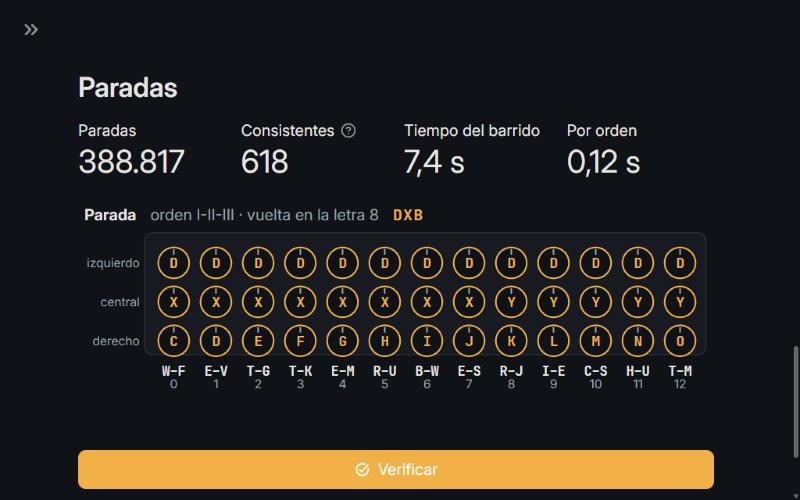 Paradas
Paradas Consistentes Tiempo del barrido Por orden
388.817 618 7,4 s 0,12 s
Parada orden I-II-III · vuelta en la letra 8 DXB
izquierdo D D D D D D D D D D D D D
central X X X X X X X X Y Y Y Y Y
derecho C D E F G H I J K L M N O
W-F E-V T-G T-K E-M R-U B-W E-S R-J I-E C-S H-U T-M
0 1 2 3 4 5 6 7 8 9 10 11 12
Verificar